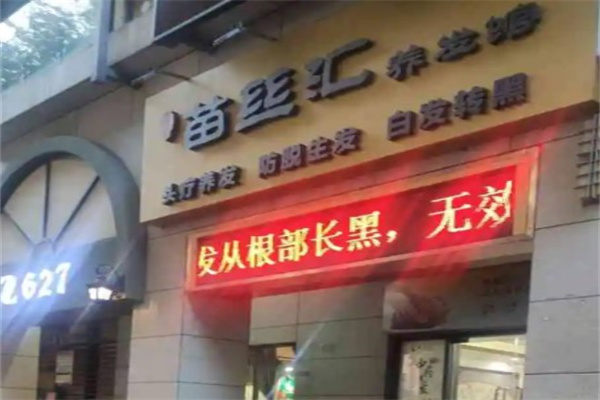 苗丝汇 养发馆
头疗养发 防脱生发 白发转黑
发从根部长黑，无效
627